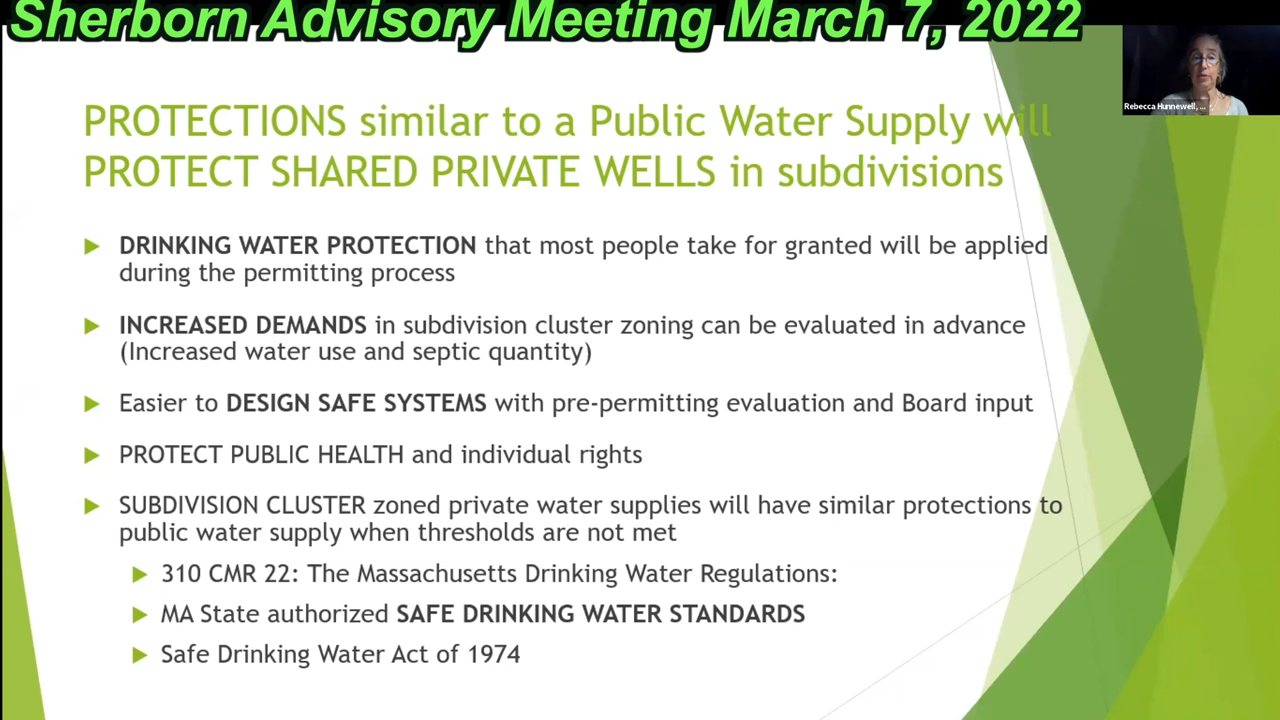 Sherborn Advisory Meeting March 7, 2022
Rebecca Hunnewell, ...
PROTECTIONS similar to a Public Water Supply will
PROTECT SHARED PRIVATE WELLS in subdivisions
DRINKING WATER PROTECTION that most people take for granted will be applied
during the permitting process
INCREASED DEMANDS in subdivision cluster zoning can be evaluated in advance
(Increased water use and septic quantity)
Easier to DESIGN SAFE SYSTEMS with pre-permitting evaluation and Board input
PROTECT PUBLIC HEALTH and individual rights
SUBDIVISION CLUSTER zoned private water supplies will have similar protections to
public water supply when thresholds are not met
310 CMR 22: The Massachusetts Drinking Water Regulations:
MA State authorized SAFE DRINKING WATER STANDARDS
Safe Drinking Water Act of 1974